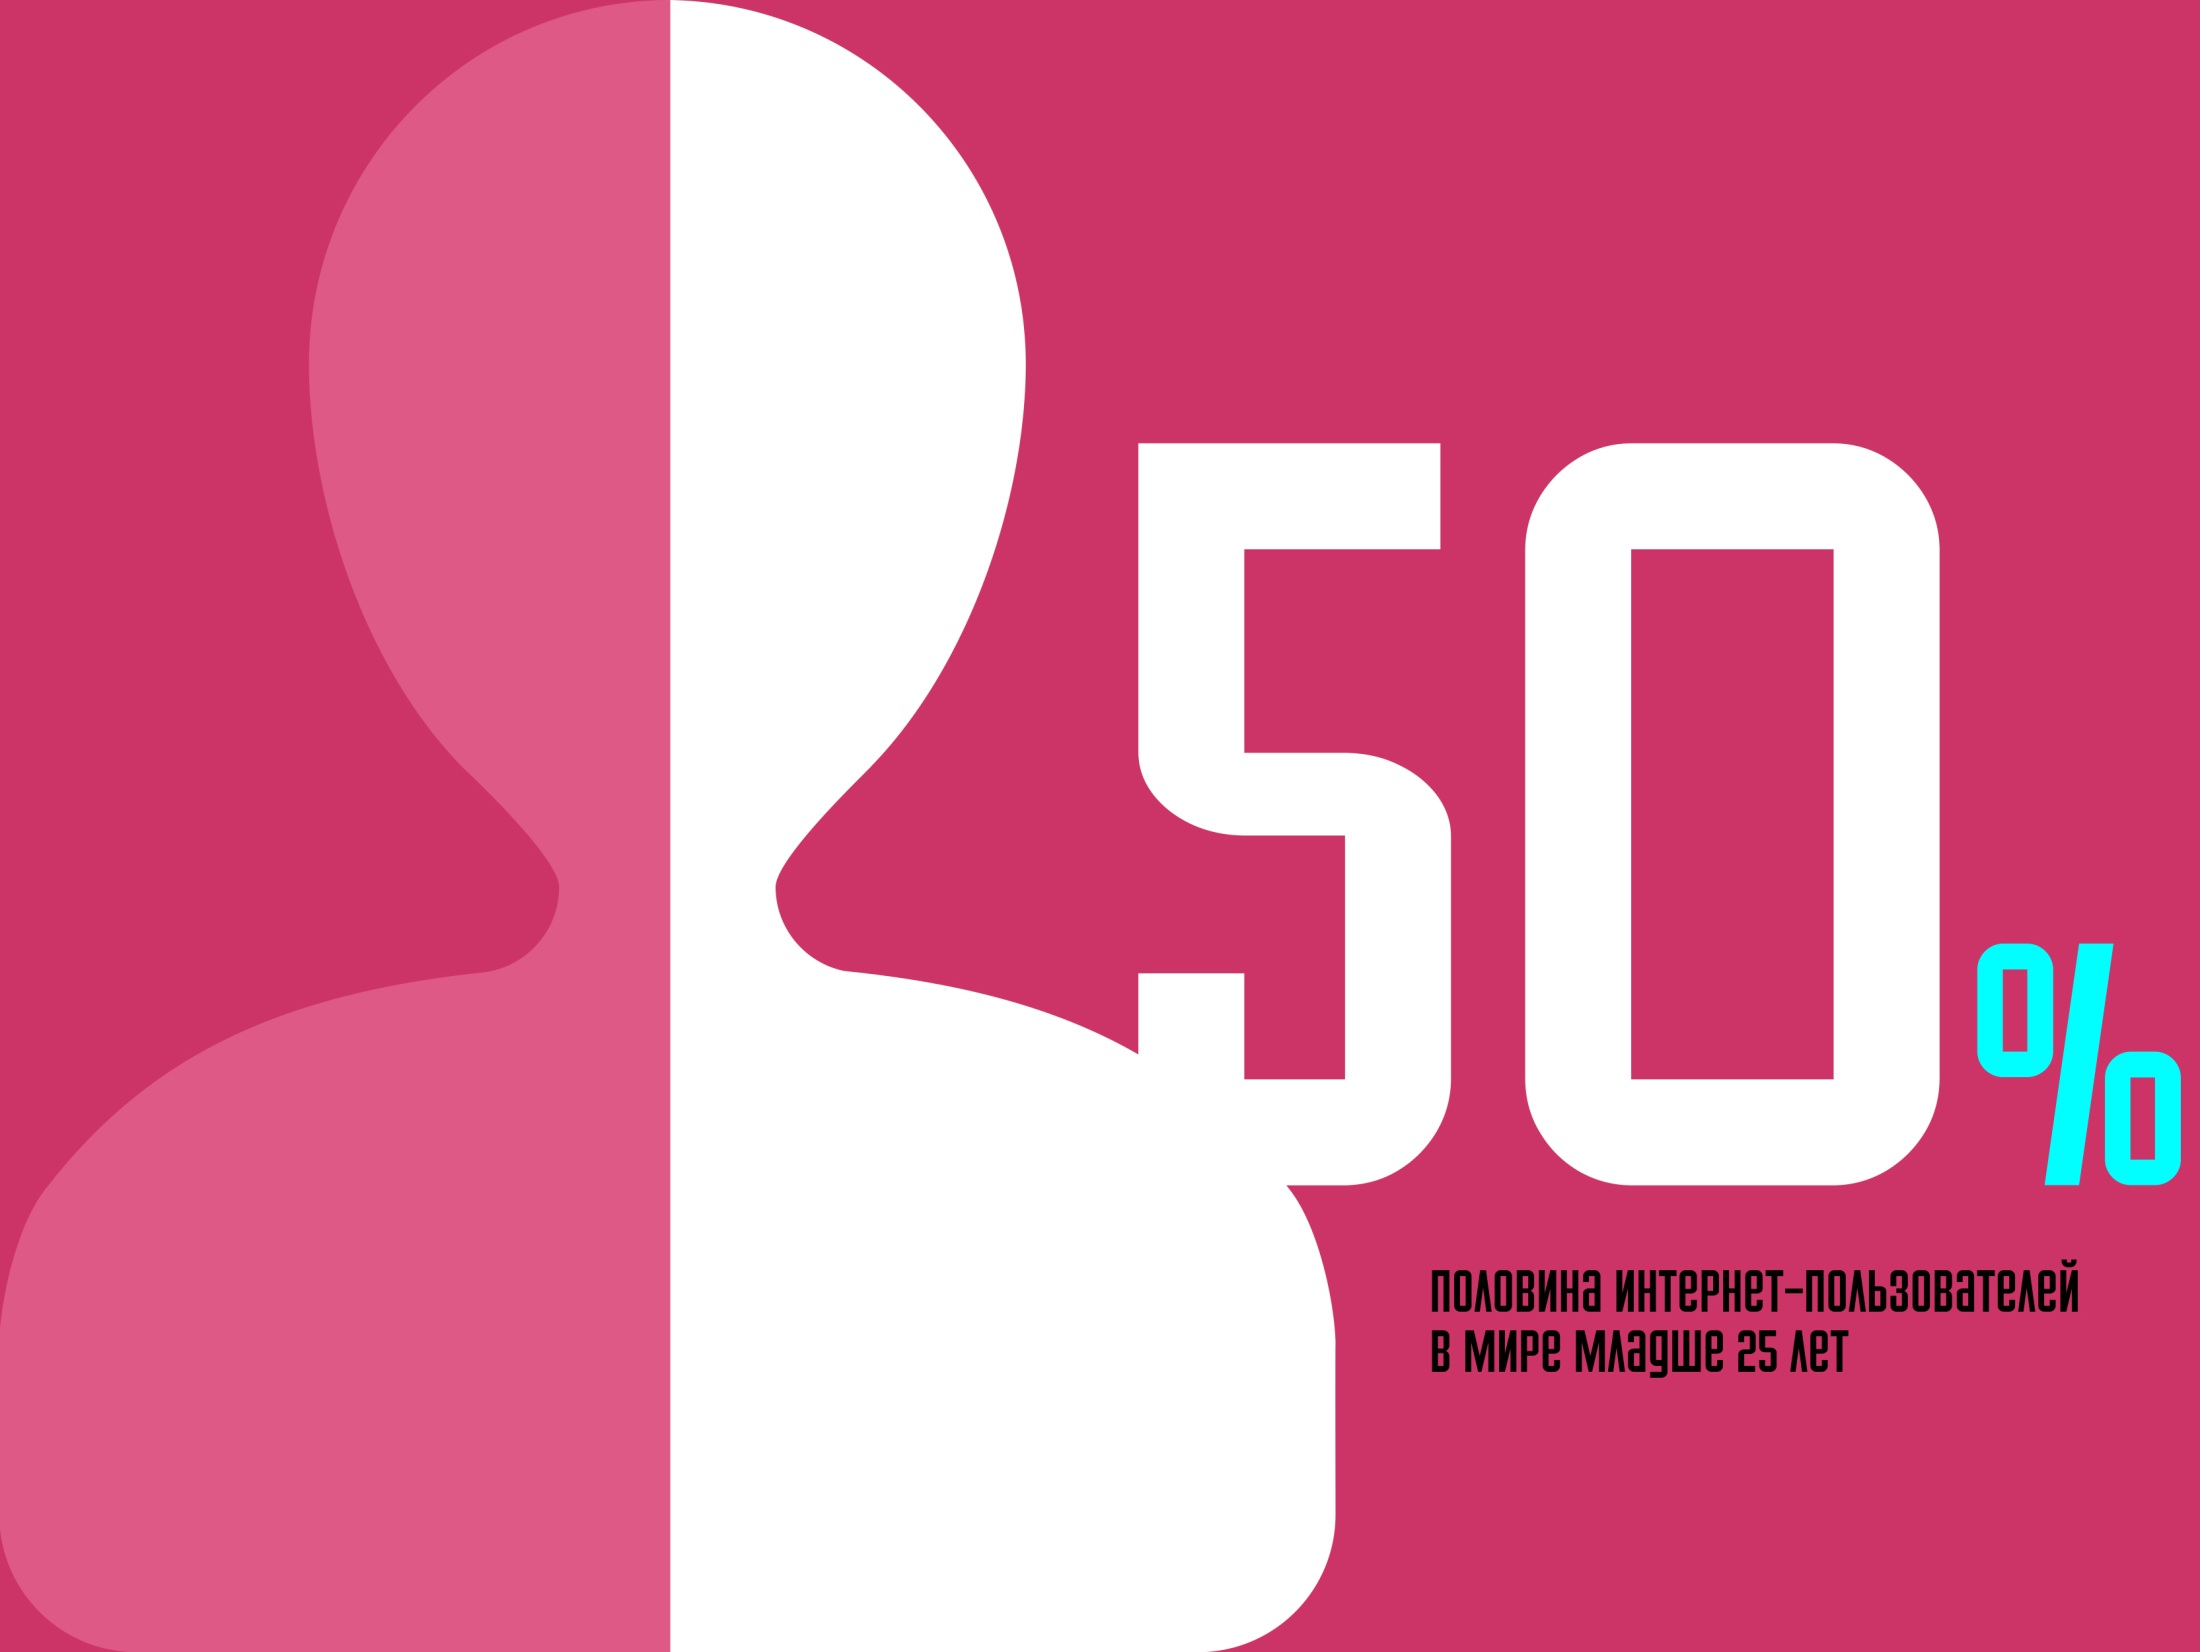 50%
половина интернет-пользователей
в мире младше 25 лет